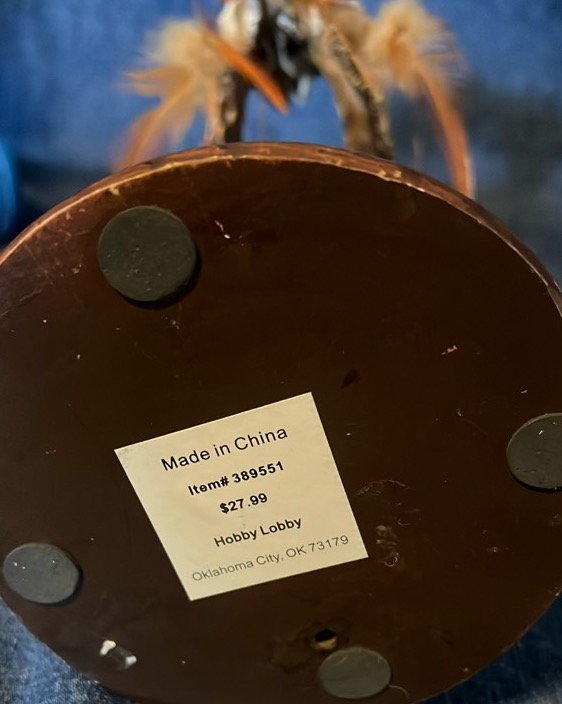 Made in China
Item# 389551
$27.99
Hobby Lobby
Oklahoma City, OK 73179